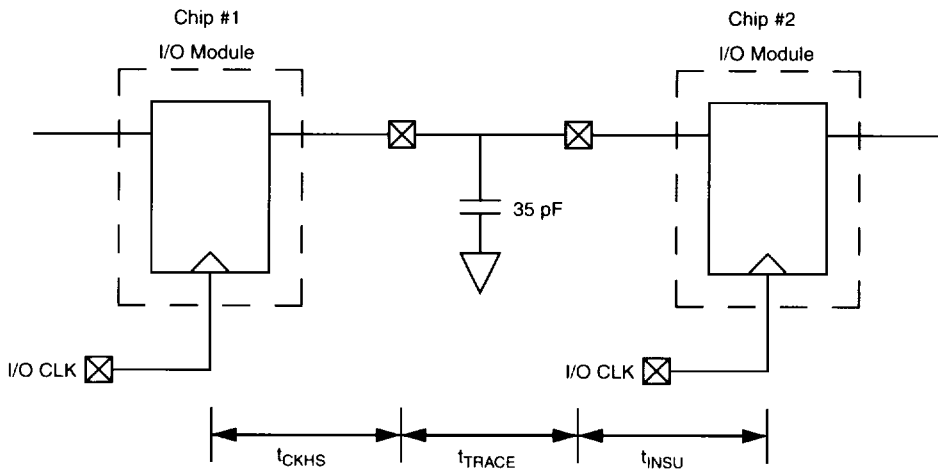 Chip #1
I/O Module
Chip #2
I/O Module
35 pF
I/O CLK
I/O CLK
tCKHS
tTRACE
tINSU